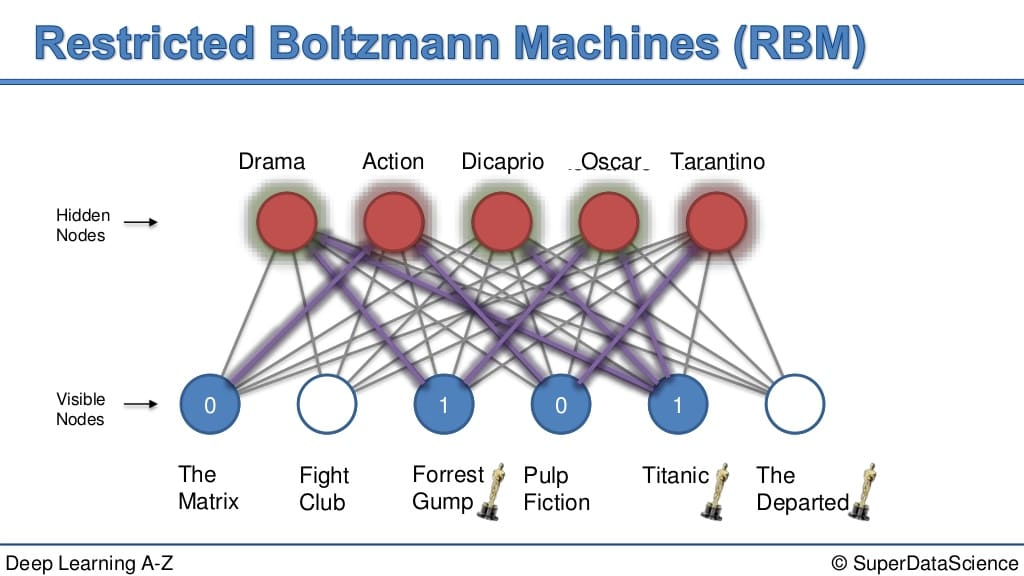 Restricted Boltzmann Machines (RBM)
Drama Action Dicaprio Oscar Tarantino
Hidden
Nodes
0 1 0 1
Visible
Nodes
The
Matrix
Fight
Club
Forrest
Gump
Pulp
Fiction
Titanic
The
Departed
Deep Learning A-Z
© SuperDataScience